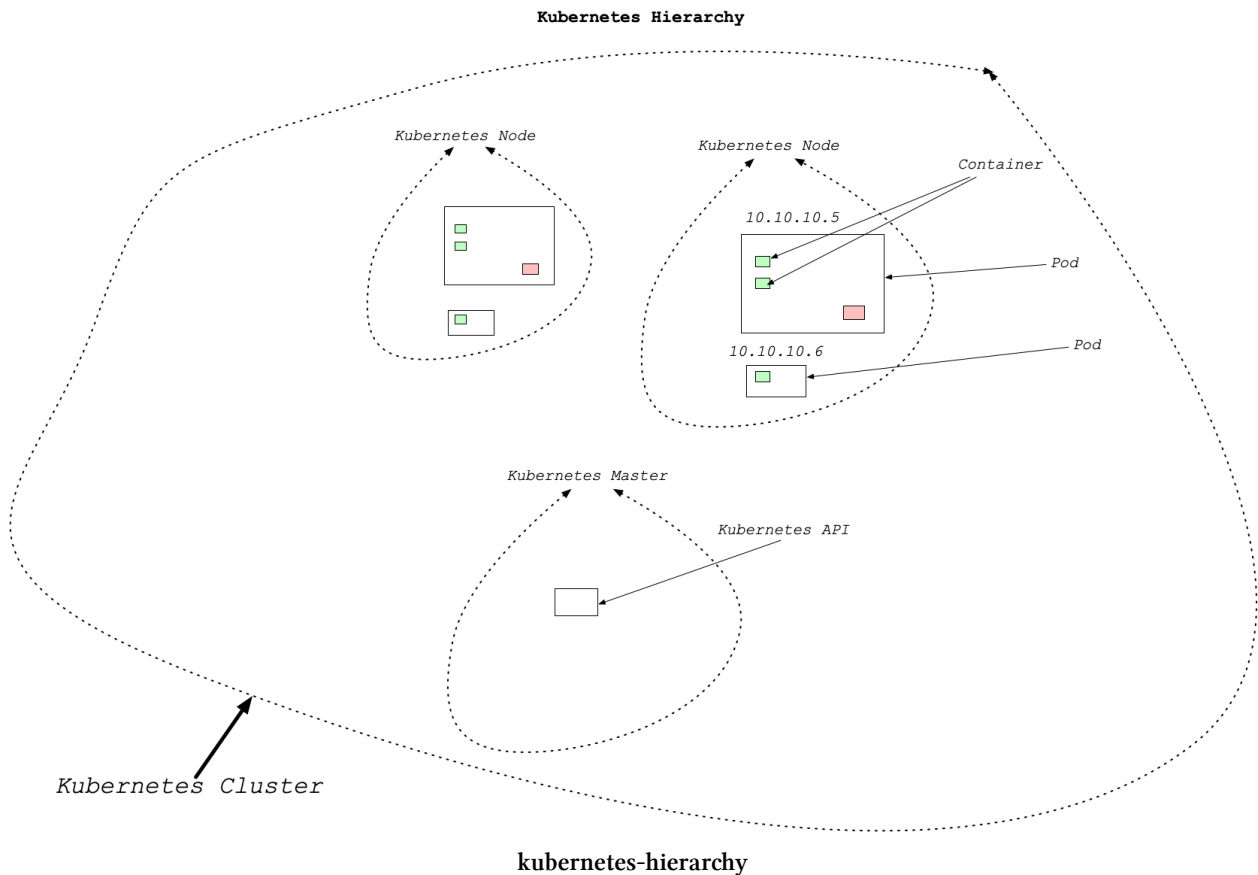 Kubernetes Hierarchy
Kubernetes Node
Kubernetes Node
Container
10.10.10.5
Pod
Pod
10.10.10.6
Kubernetes Master
Kubernetes API
Kubernetes Cluster
kubernetes-hierarchy